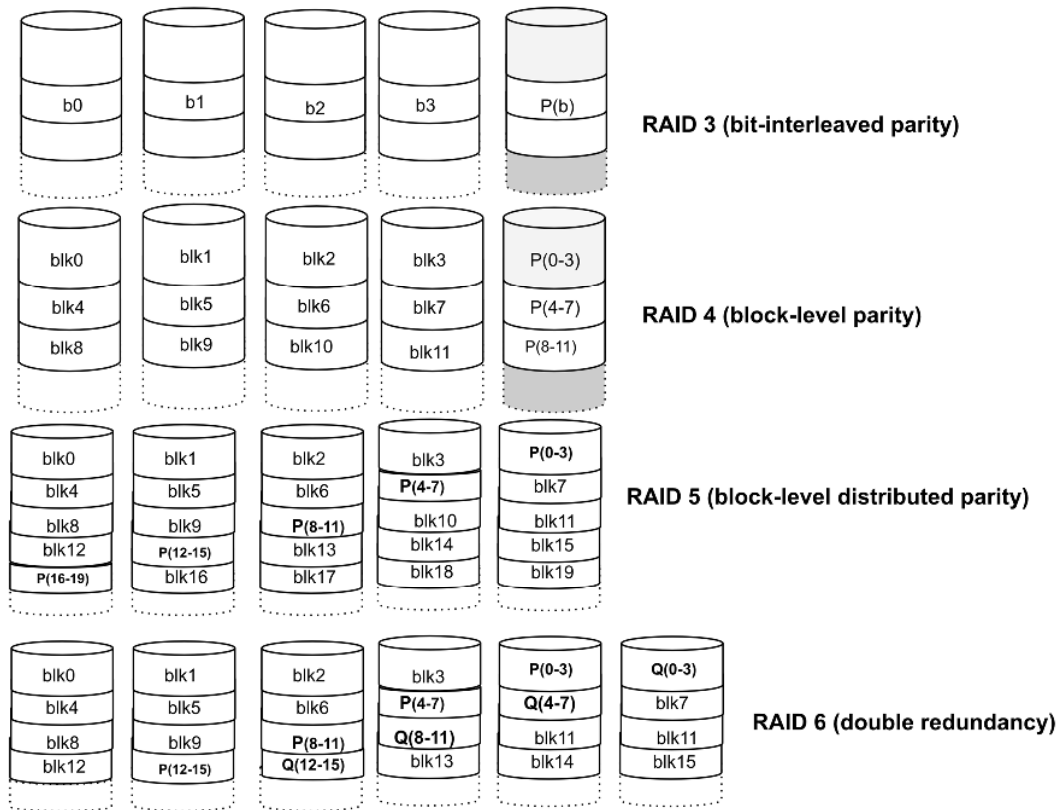 b0 b1 b2 b3 P(b)
RAID 3 (bit-interleaved parity)
blk0 blk1 blk2 blk3 P(0-3)
blk4 blk5 blk6 blk7 P(4-7)
RAID 4 (block-level parity)
blk8 blk9 blk10 blk11 P(8-11)
blk0 blk1 blk2 blk3 P(0-3)
blk4 blk5 blk6 P(4-7) blk7
RAID 5 (block-level distributed parity)
blk8 blk9 P(8-11) blk10 blk11
blk12 P(12-15) blk13 blk14 blk15
P(16-19) blk16 blk17 blk18 blk19
blk0 blk1 blk2 blk3 P(0-3) Q(0-3)
blk4 blk5 blk6 P(4-7) Q(4-7) blk7
RAID 6 (double redundancy)
blk8 blk9 P(8-11) Q(8-11) blk11 blk11
blk12 P(12-15) Q(12-15) blk13 blk14 blk15